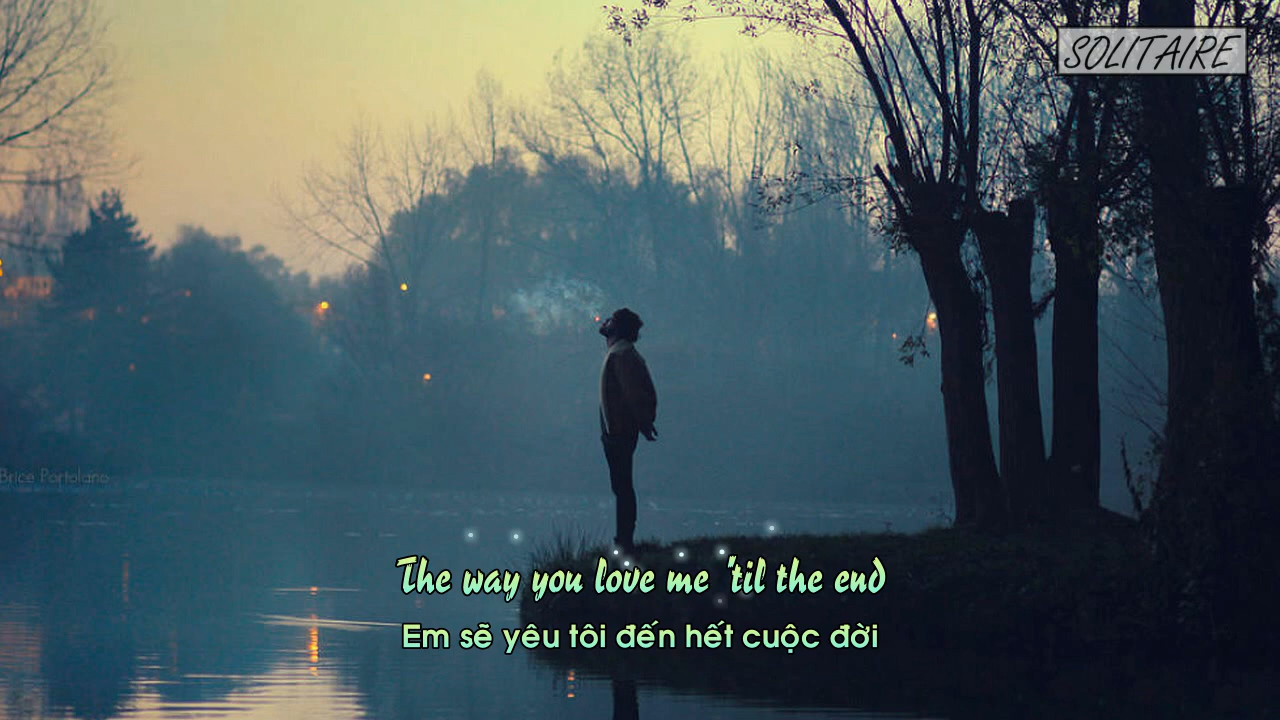 SOLITAIRE
Brice Portolano
The way you love me "til the end
Em sẽ yêu tôi đến hết cuộc đời